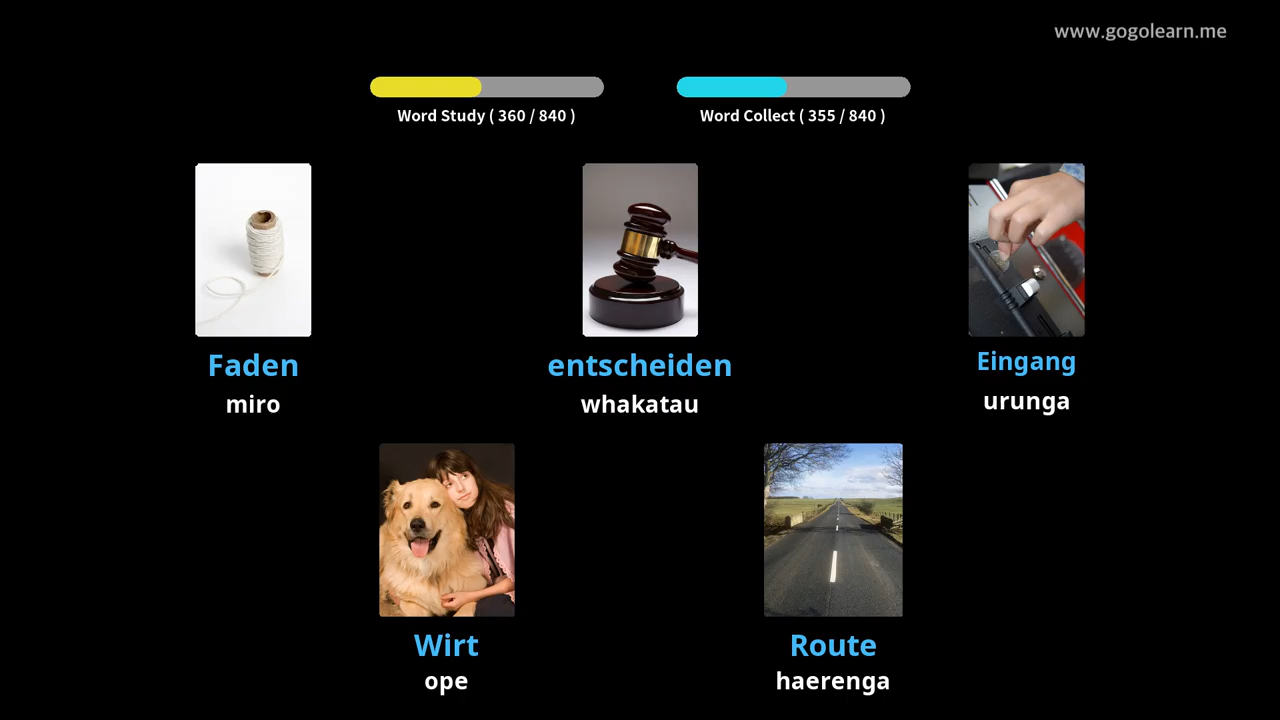 www.gogolearn.me
Word Study ( 360 / 840 )
Word Collect ( 355 / 840 )
Faden
miro
entscheiden
whakatau
Eingang
urunga
Wirt
ope
Route
haerenga